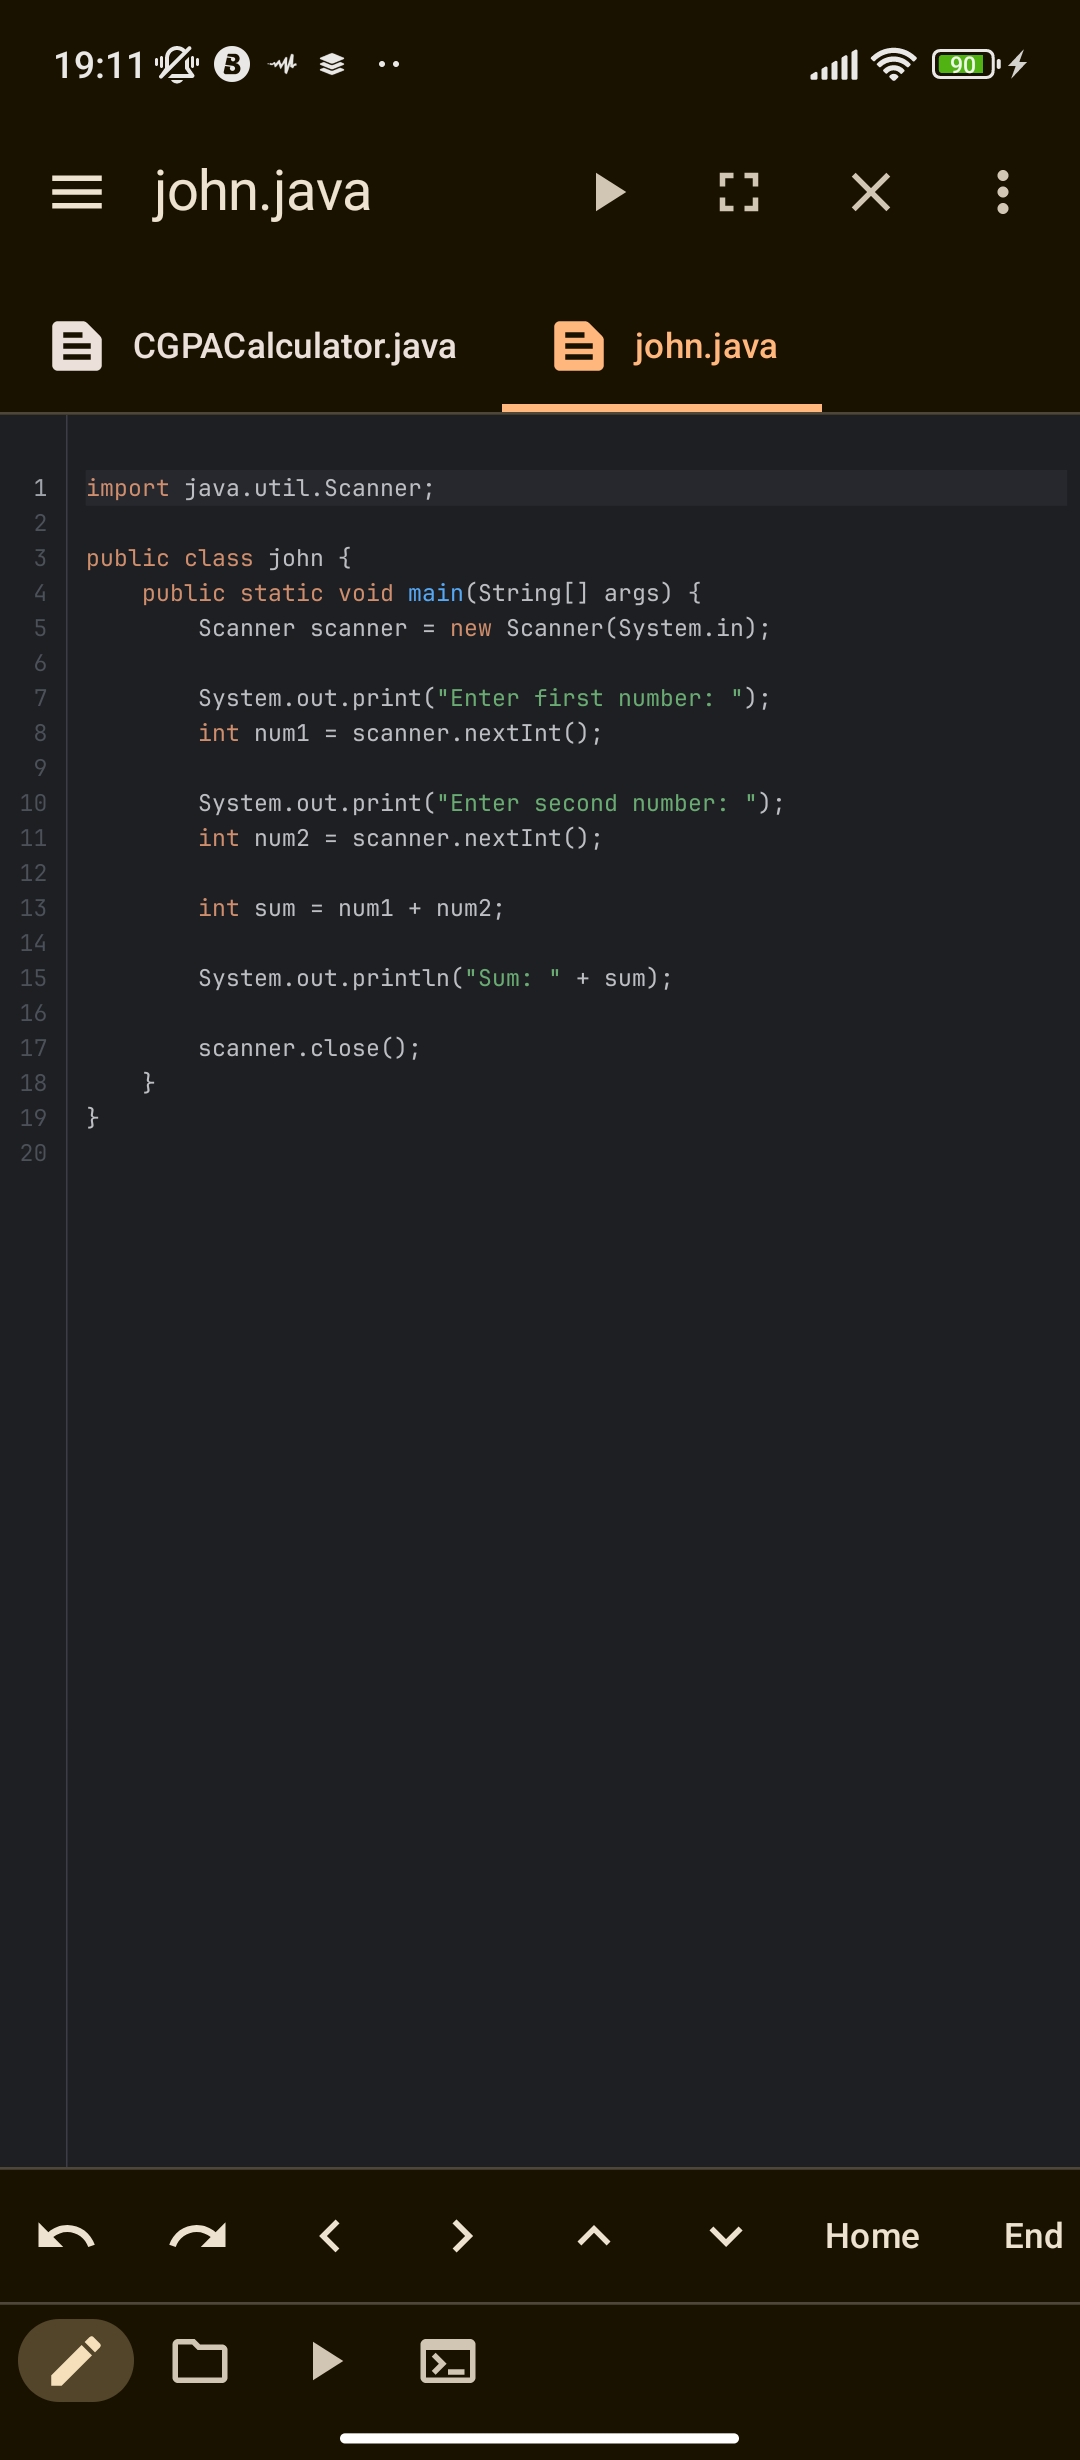 19:11
90
john.java
CGPACalculator.java
john.java
1 import java.util.Scanner;
2
3 public class john {
4     public static void main(String[] args) {
5         Scanner scanner = new Scanner(System.in);
6
7         System.out.print("Enter first number: ");
8         int num1 = scanner.nextInt();
9
10         System.out.print("Enter second number: ");
11         int num2 = scanner.nextInt();
12
13         int sum = num1 + num2;
14
15         System.out.println("Sum: " + sum);
16
17         scanner.close();
18     }
19 }
20
Home
End